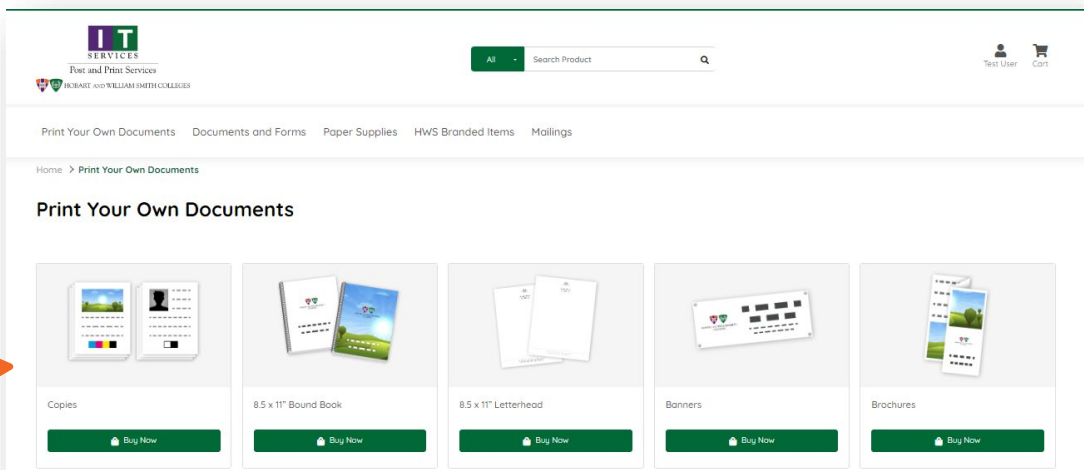 IT
SERVICES
Post and Print Services
HOBART AND WILLIAM SMITH COLLEGES
All
Search Product
Test User
Cart
Print Your Own Documents
Documents and Forms
Paper Supplies
HWS Branded Items
Mailings
Home > Print Your Own Documents
Print Your Own Documents
Copies
8.5 x 11" Bound Book
8.5 x 11" Letterhead
Banners
Brochures
Buy Now
Buy Now
Buy Now
Buy Now
Buy Now